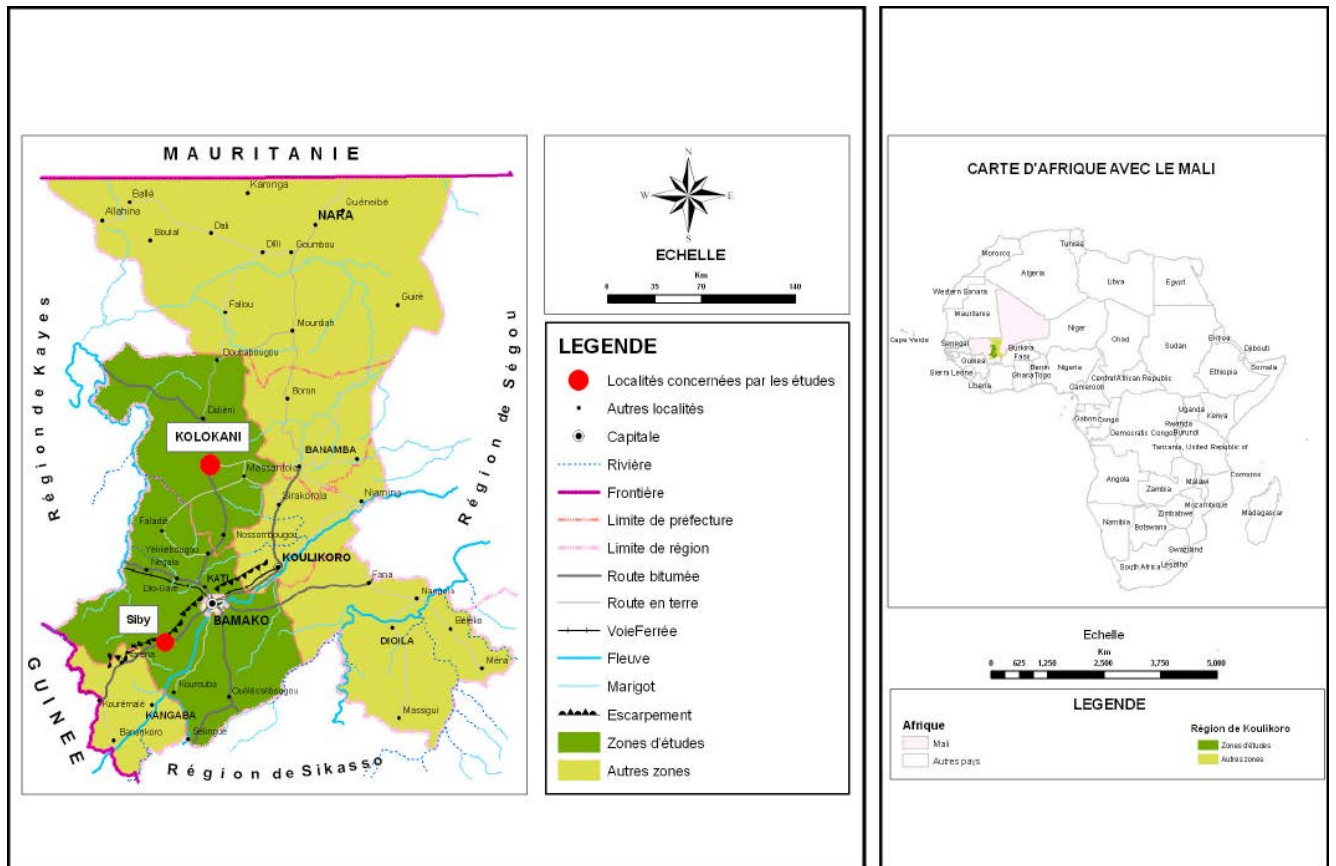 MAURITANIE
Karonga
Ballé
Guéneibé
Allahina
NARA
Dali
Boulal
Dilli
Goumbou
Guiré
Fallou
Mourdiah
Doubabougou
Boron
Didiéni
KOLOKANI
BANAMBA
Massantola
Sirakorola
Niamina
Faladié
Nossombougou
Yélikébougou
KOULIKORO
Négala
Dio-Gare
KATI
Fana
Siby
BAMAKO
Béléko
DIOILA
Ména
Kourouba
Ouéléssébougou
Kourémalé
KANGABA
Massigui
Banankoro
Sélingué
Région de Kayes
Région de Ségou
GUINEE
Région de Sikasso
N
W E
S
ECHELLE
Km
0 35 70 140
LEGENDE
Localités concernées par les études
Autres localités
Capitale
Rivière
Frontière
Limite de préfecture
Limite de région
Route bitumée
Route en terre
VoieFerrée
Fleuve
Marigot
Escarpement
Zones d'études
Autres zones
CARTE D'AFRIQUE AVEC LE MALI
Tunisia
Morocco
Algeria
Libya
Egypt
Western Sahara
Mauritania
Niger
Cape Verde
Senegal
Chad
Sudan
Eritrea
Djibouti
Burkina
Faso
Guinea
Benin
Nigeria
Ghana Togo
Ethiopia
Somalia
Sierra Leone
Liberia
Central African Republic
Cameroon
Uganda
Kenya
Gabon
Congo
Rwanda
Democratic Congo
Burundi
Tanzania, United Republic of
Comoros
Angola
Malawi
Zambia
Mozambique
Zimbabwe
Madagascar
Namibia
Botswana
Swaziland
Lesotho
South Africa
Echelle
Km
0 625 1,250 2,500 3,750 5,000
LEGENDE
Afrique
Mali
Autres pays
Région de Koulikoro
Zones d'études
Autres zones